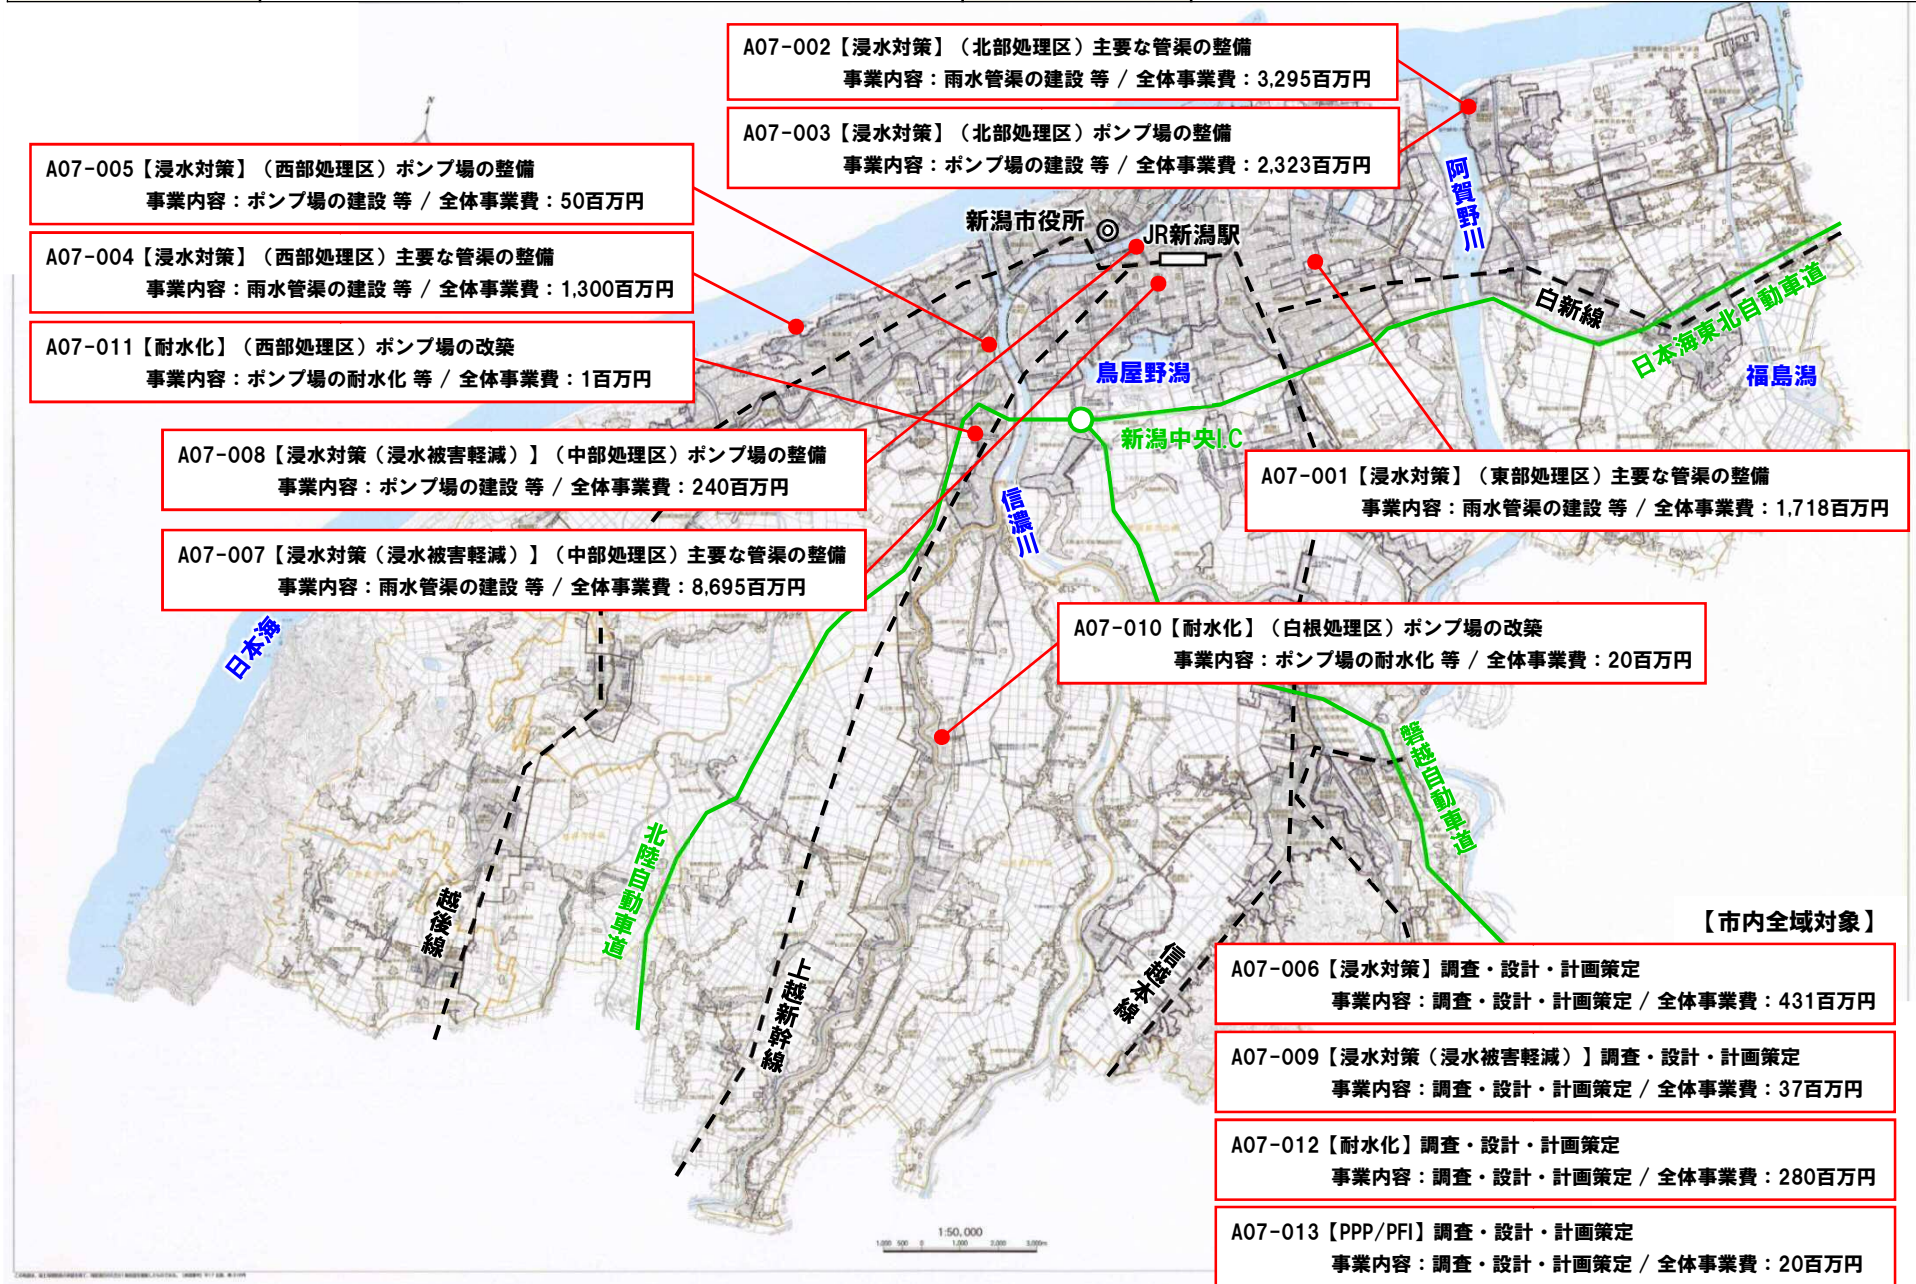 A07-002【浸水対策】（北部処理区）主要な管渠の整備
事業内容：雨水管渠の建設 等 / 全体事業費：3,295百万円
A07-003【浸水対策】（北部処理区）ポンプ場の整備
事業内容：ポンプ場の建設 等 / 全体事業費：2,323百万円
A07-005【浸水対策】（西部処理区）ポンプ場の整備
事業内容：ポンプ場の建設 等 / 全体事業費：50百万円
A07-004【浸水対策】（西部処理区）主要な管渠の整備
事業内容：雨水管渠の建設 等 / 全体事業費：1,300百万円
A07-011【耐水化】（西部処理区）ポンプ場の改築
事業内容：ポンプ場の耐水化 等 / 全体事業費：1百万円
新潟市役所
JR新潟駅
阿賀野川
白新線
日本海東北自動車道
福島潟
鳥屋野潟
新潟中央I.C
A07-008【浸水対策（浸水被害軽減）】（中部処理区）ポンプ場の整備
事業内容：ポンプ場の建設 等 / 全体事業費：240百万円
A07-001【浸水対策】（東部処理区）主要な管渠の整備
事業内容：雨水管渠の建設 等 / 全体事業費：1,718百万円
信濃川
A07-007【浸水対策（浸水被害軽減）】（中部処理区）主要な管渠の整備
事業内容：雨水管渠の建設 等 / 全体事業費：8,695百万円
日本海
A07-010【耐水化】（白根処理区）ポンプ場の改築
事業内容：ポンプ場の耐水化 等 / 全体事業費：20百万円
磐越自動車道
北陸自動車道
越後線
上越新幹線
信越本線
【市内全域対象】
A07-006【浸水対策】調査・設計・計画策定
事業内容：調査・設計・計画策定 / 全体事業費：431百万円
A07-009【浸水対策（浸水被害軽減）】調査・設計・計画策定
事業内容：調査・設計・計画策定 / 全体事業費：37百万円
A07-012【耐水化】調査・設計・計画策定
事業内容：調査・設計・計画策定 / 全体事業費：280百万円
A07-013【PPP/PFI】調査・設計・計画策定
事業内容：調査・設計・計画策定 / 全体事業費：20百万円
1:50,000
1,000 500 0 1,000 2,000 3,000m